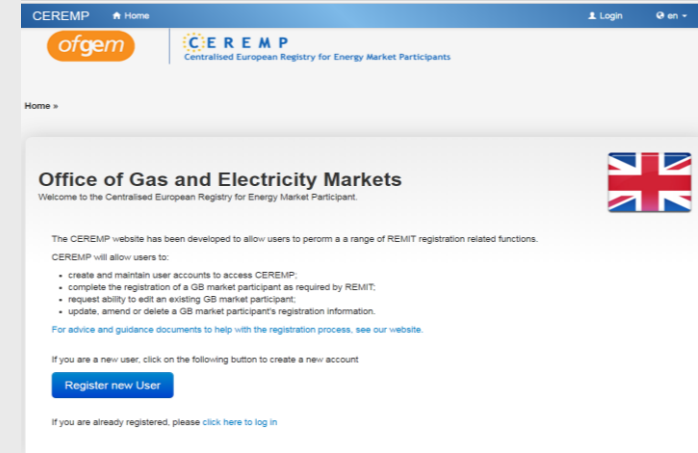 CEREMP Home Login en
ofgem
CEREMP
Centralised European Registry for Energy Market Participants
Home »
Office of Gas and Electricity Markets
Welcome to the Centralised European Registry for Energy Market Participant.
The CEREMP website has been developed to allow users to perorm a a range of REMIT registration related functions.
CEREMP will allow users to:
• create and maintain user accounts to access CEREMP;
• complete the registration of a GB market participant as required by REMIT;
• request ability to edit an existing GB market participant;
• update, amend or delete a GB market participant's registration information.
For advice and guidance documents to help with the registration process, see our website.
If you are a new user, click on the following button to create a new account
Register new User
If you are already registered, please click here to log in